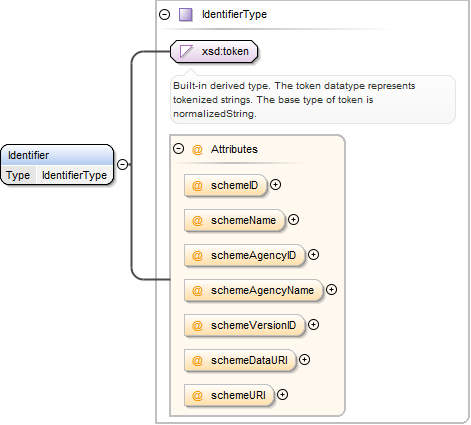 IdentifierType
xsd:token
Built-in derived type. The token datatype represents
tokenized strings. The base type of token is
normalizedString.
Identifier
Type IdentifierType
@ Attributes
@ schemeID
@ schemeName
@ schemeAgencyID
@ schemeAgencyName
@ schemeVersionID
@ schemeDataURI
@ schemeURI